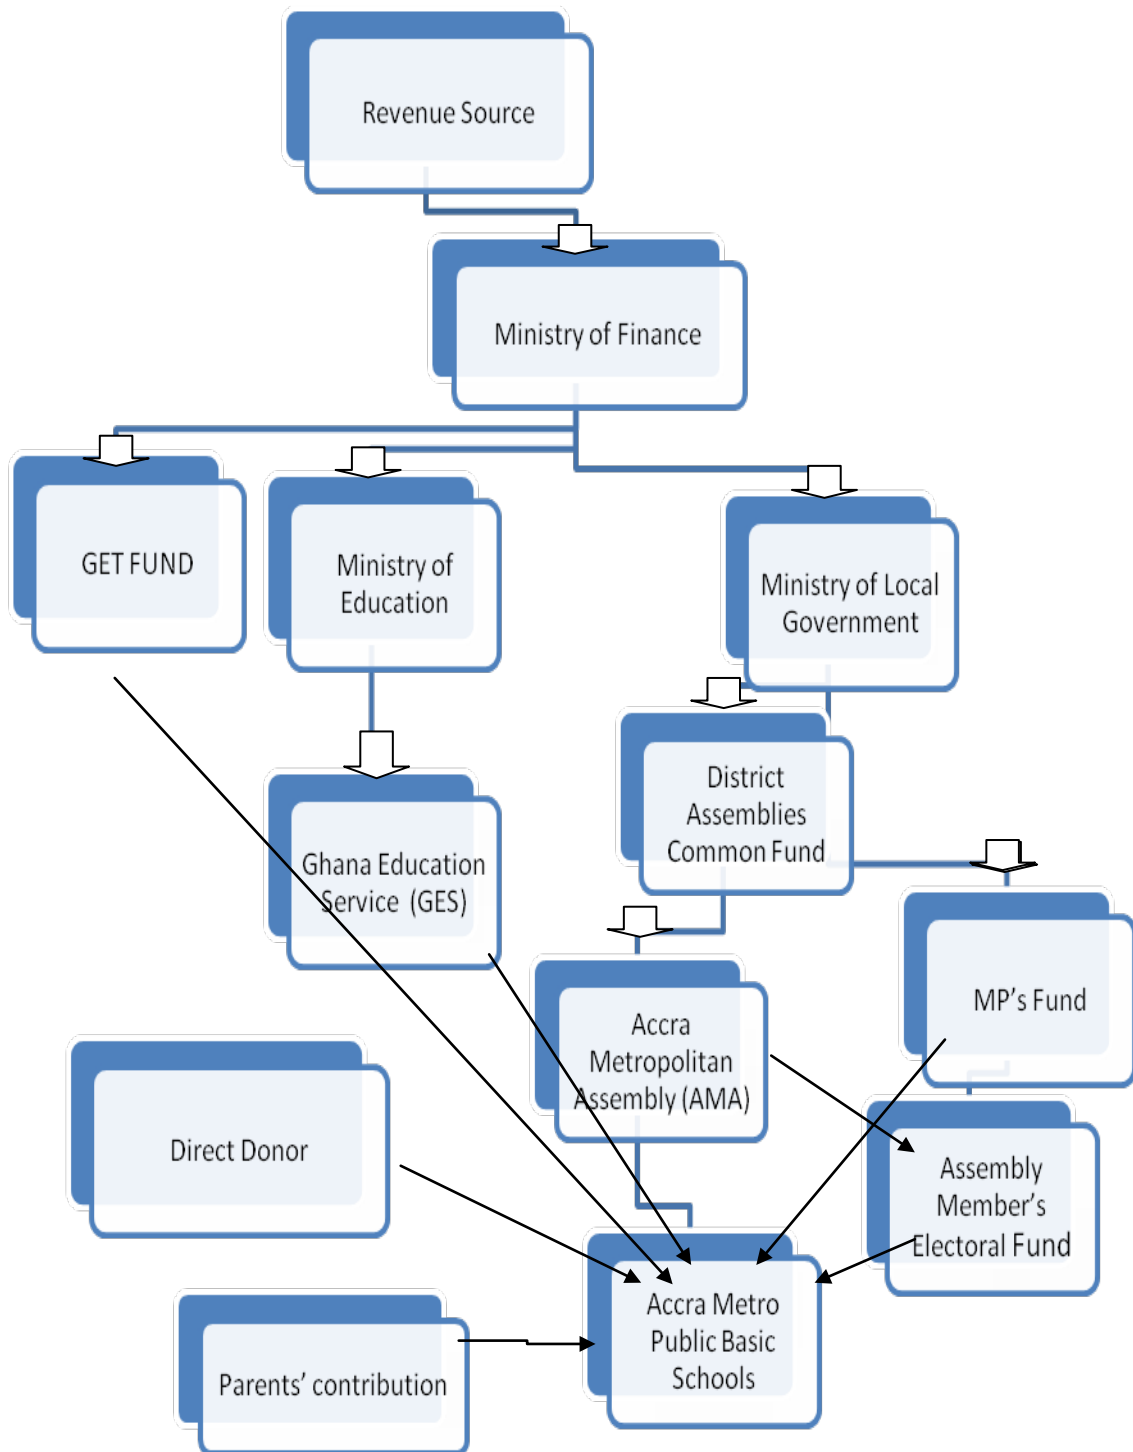 Revenue Source
Ministry of Finance
GET FUND
Ministry of
Education
Ministry of Local
Government
District
Assemblies
Common Fund
Ghana Education
Service (GES)
MP's Fund
Accra
Metropolitan
Assembly (AMA)
Direct Donor
Assembly
Member's
Electoral Fund
Accra Metro
Public Basic
Schools
Parents' contribution